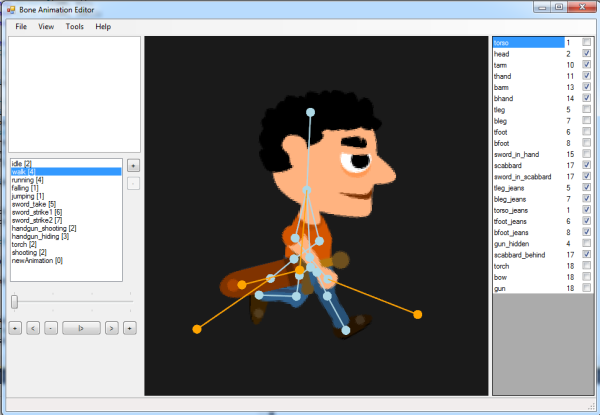 Bone Animation Editor
File View Tools Help
idle [2]
walk [4]
running [4]
falling [1]
jumping [1]
sword_take [5]
sword_strike1 [6]
sword_strike2 [7]
handgun_shooting [2]
handgun_hiding [3]
torch [2]
shooting [2]
newAnimation [0]
+
-
+ < - |> > +
torso 1
head 2
tarm 10
thand 11
barm 13
bhand 14
tleg 5
bleg 7
tfoot 6
bfoot 8
sword_in_hand 15
scabbard 17
sword_in_scabbard 17
tleg_jeans 5
bleg_jeans 7
torso_jeans 1
tfoot_jeans 6
bfoot_jeans 8
gun_hidden 4
scabbard_behind 17
torch 18
bow 18
gun 18